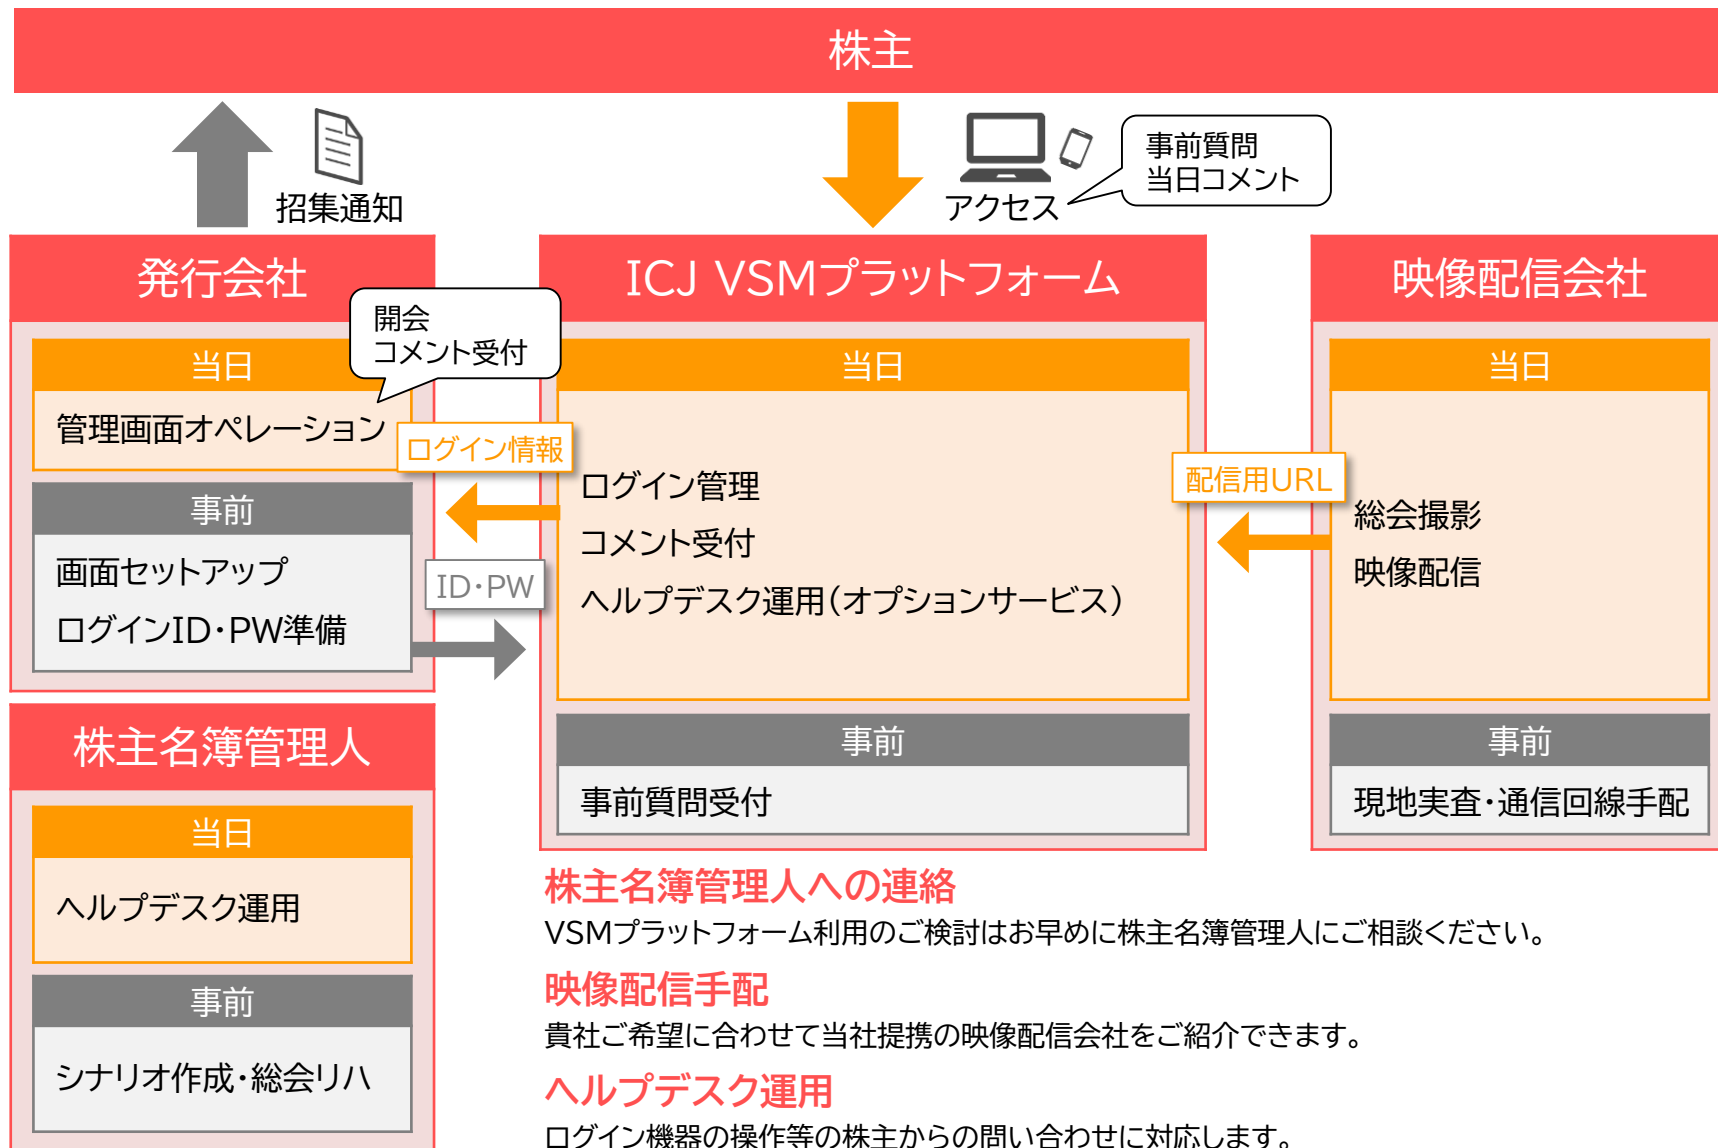 株主
招集通知
アクセス
事前質問
当日コメント
発行会社
開会
コメント受付
当日
管理画面オペレーション
ログイン情報
事前
画面セットアップ
ログインID・PW準備
ID・PW
ICJ VSMプラットフォーム
当日
ログイン管理
コメント受付
ヘルプデスク運用(オプションサービス)
事前
事前質問受付
映像配信会社
当日
配信用URL
総会撮影
映像配信
事前
現地実査・通信回線手配
株主名簿管理人
当日
ヘルプデスク運用
事前
シナリオ作成・総会リハ
株主名簿管理人への連絡
VSMプラットフォーム利用のご検討はお早めに株主名簿管理人にご相談ください。
映像配信手配
貴社ご希望に合わせて当社提携の映像配信会社をご紹介できます。
ヘルプデスク運用
ログイン機器の操作等の株主からの問い合わせに対応します。